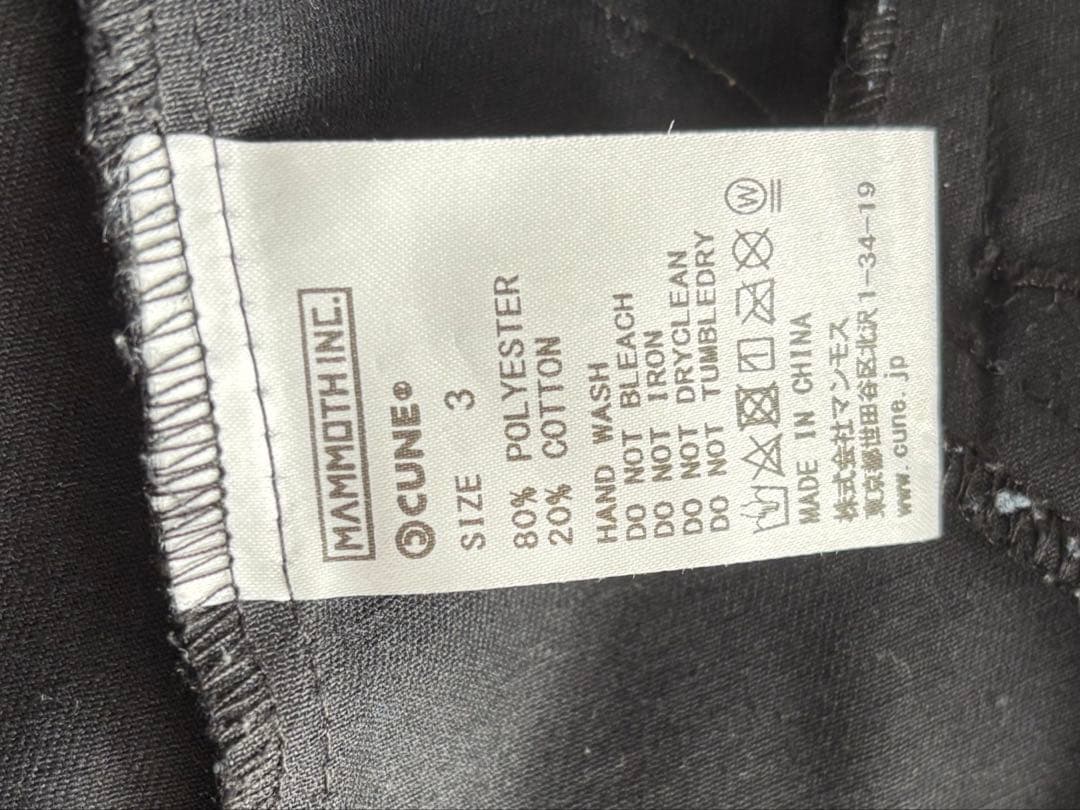 MAMMOTH INC.
CUNE®
SIZE 3
80% POLYESTER
20% COTTON
HAND WASH
DO NOT BLEACH
DO NOT IRON
DO NOT DRYCLEAN
DO NOT TUMBLEDRY
W
MADE IN CHINA
株式会社マンモス
東京都世田谷区北沢1-34-19
www.cune.jp